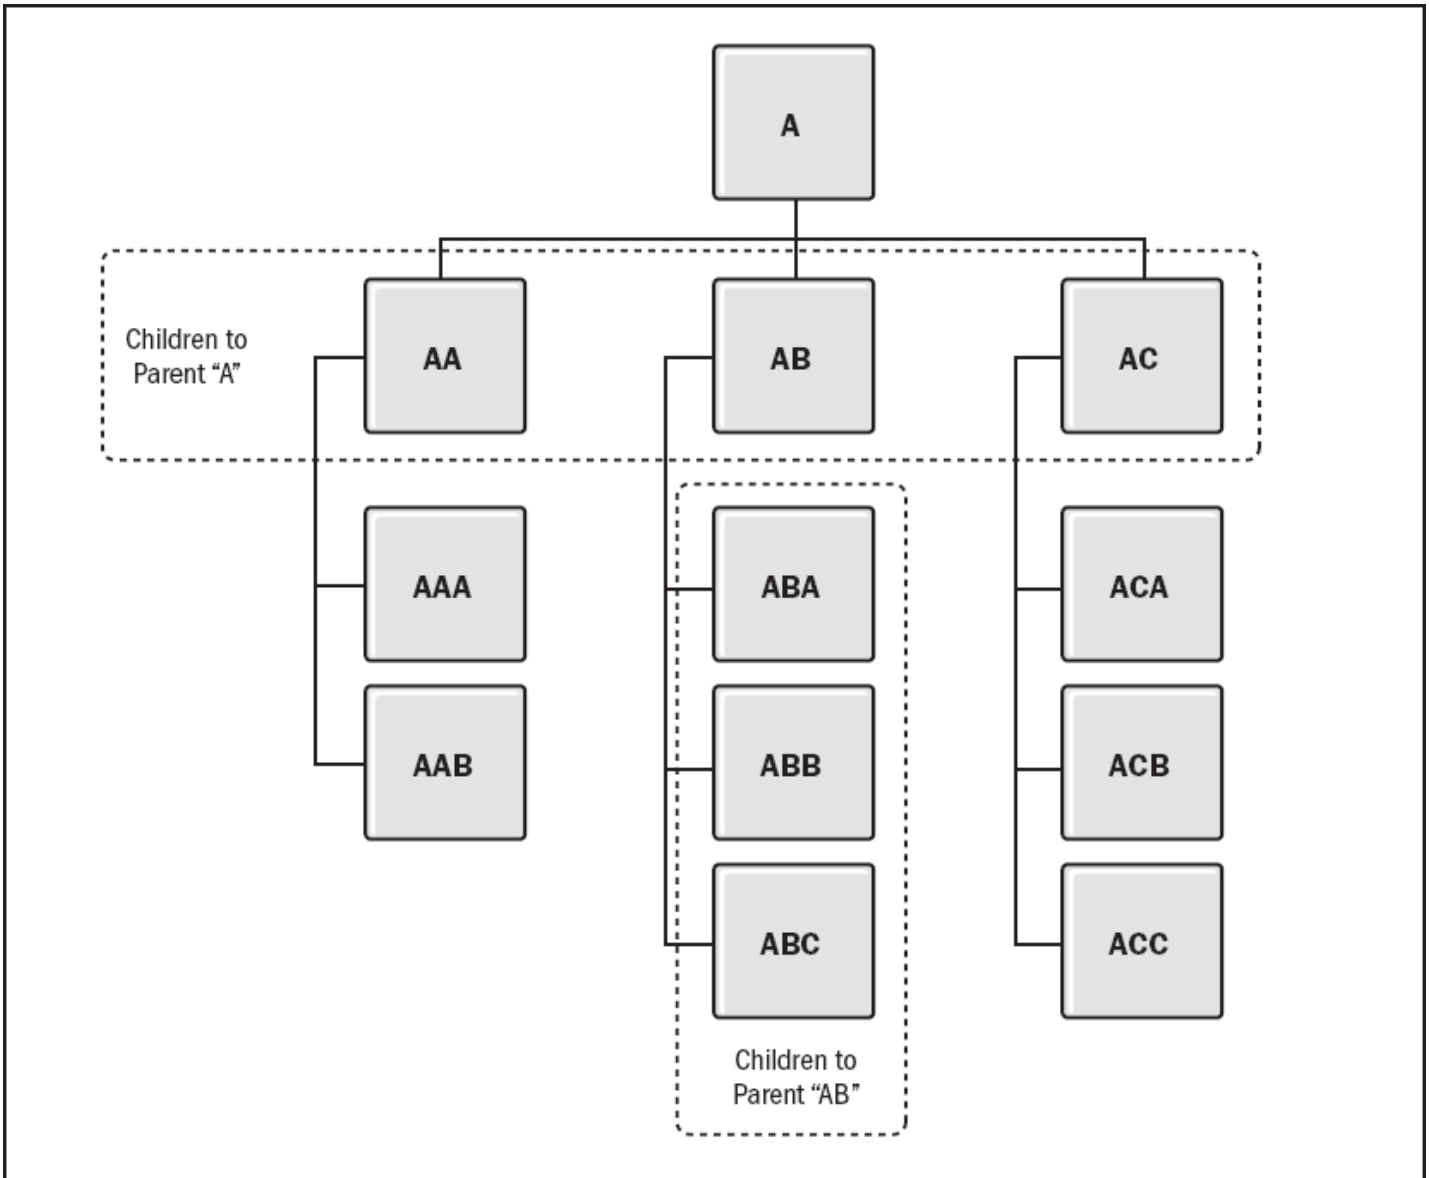 A
Children to
Parent “A”
AA
AB
AC
AAA
ABA
ACA
AAB
ABB
ACB
ABC
ACC
Children to
Parent “AB”